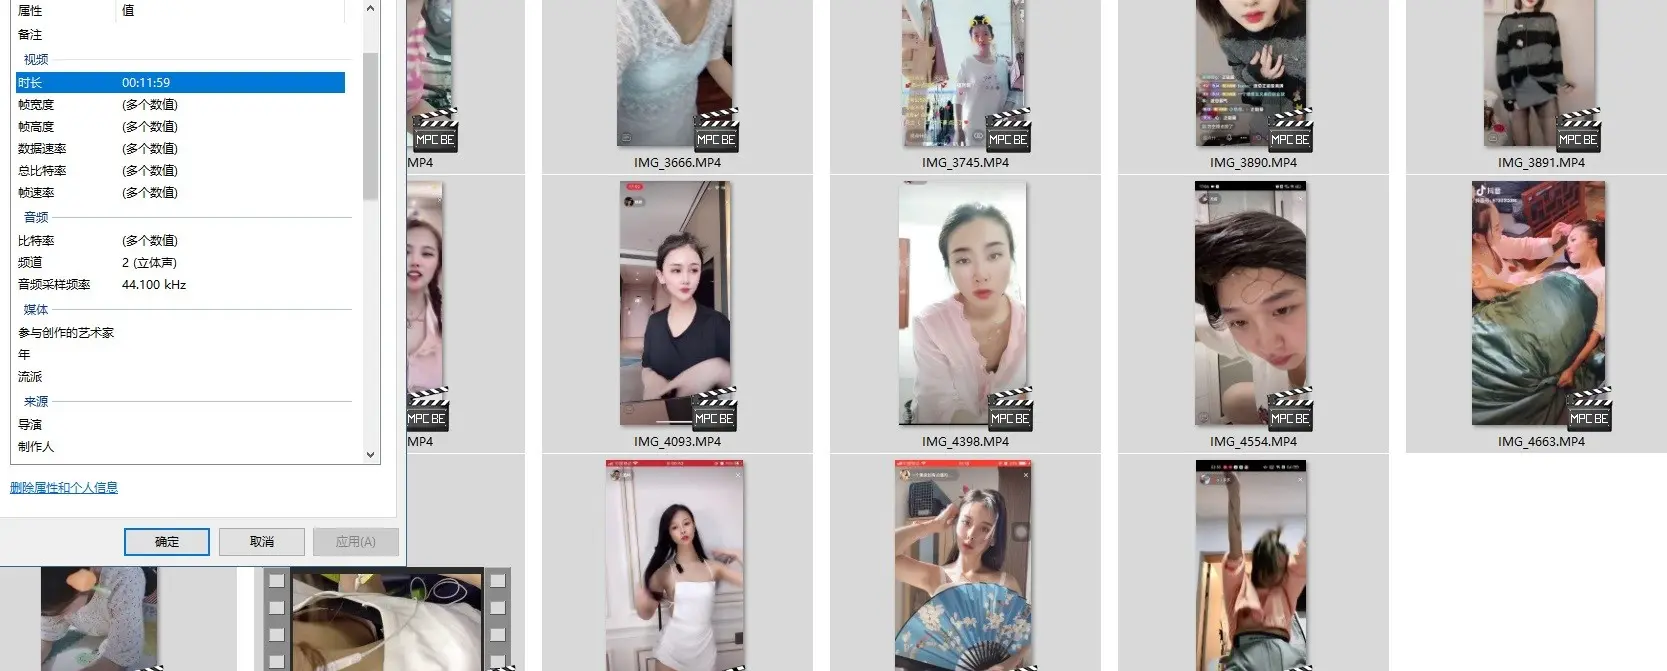 属性 值
备注
视频
时长 00:11:59
帧宽度 (多个数值)
帧高度 (多个数值)
数据速率 (多个数值)
总比特率 (多个数值)
帧速率 (多个数值)
音频
比特率 (多个数值)
频道 2 (立体声)
音频采样频率 44.100 kHz
媒体
参与创作的艺术家
年
流派
来源
导演
制作人
删除属性和个人信息
确定 取消 应用(A)
MPC BE MPC BE MPC BE MPC BE MPC BE
MP4 IMG_3666.MP4 IMG_3745.MP4 IMG_3890.MP4 IMG_3891.MP4
抖音
MPC BE MPC BE MPC BE MPC BE MPC BE
MP4 IMG_4093.MP4 IMG_4398.MP4 IMG_4554.MP4 IMG_4663.MP4